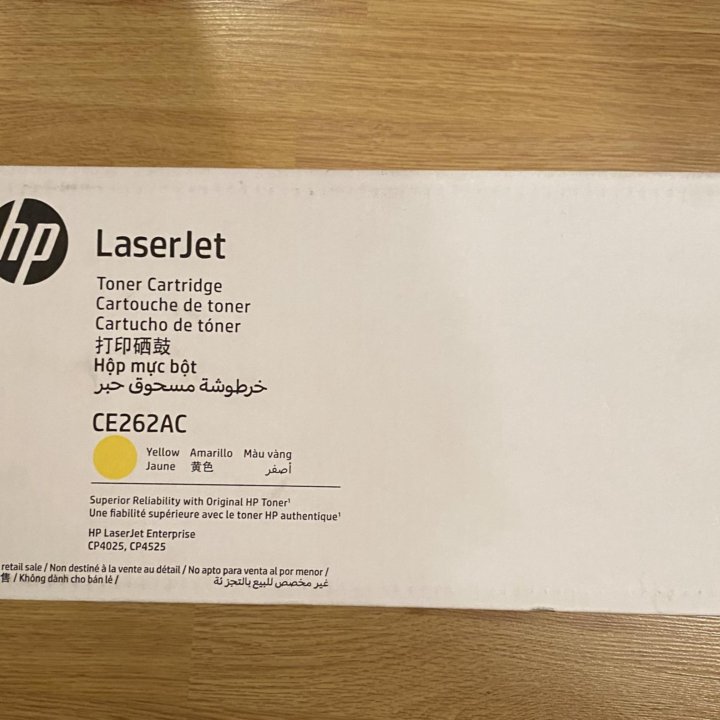 hp
LaserJet
Toner Cartridge
Cartouche de toner
Cartucho de tóner
打印硒鼓
Hộp mực bột
خرطوشة مسحوق حبر
CE262AC
Yellow Amarillo Màu vàng
Jaune 黄色 أصفر
Superior Reliability with Original HP Toner¹
Une fiabilité supérieure avec le toner HP authentique¹
HP LaserJet Enterprise
CP4025, CP4525
retail sale / Non destiné à la vente au détail / No apto para venta al por menor /
售 / Không dành cho bán lẻ / غير مخصص للبيع بالتجزئة